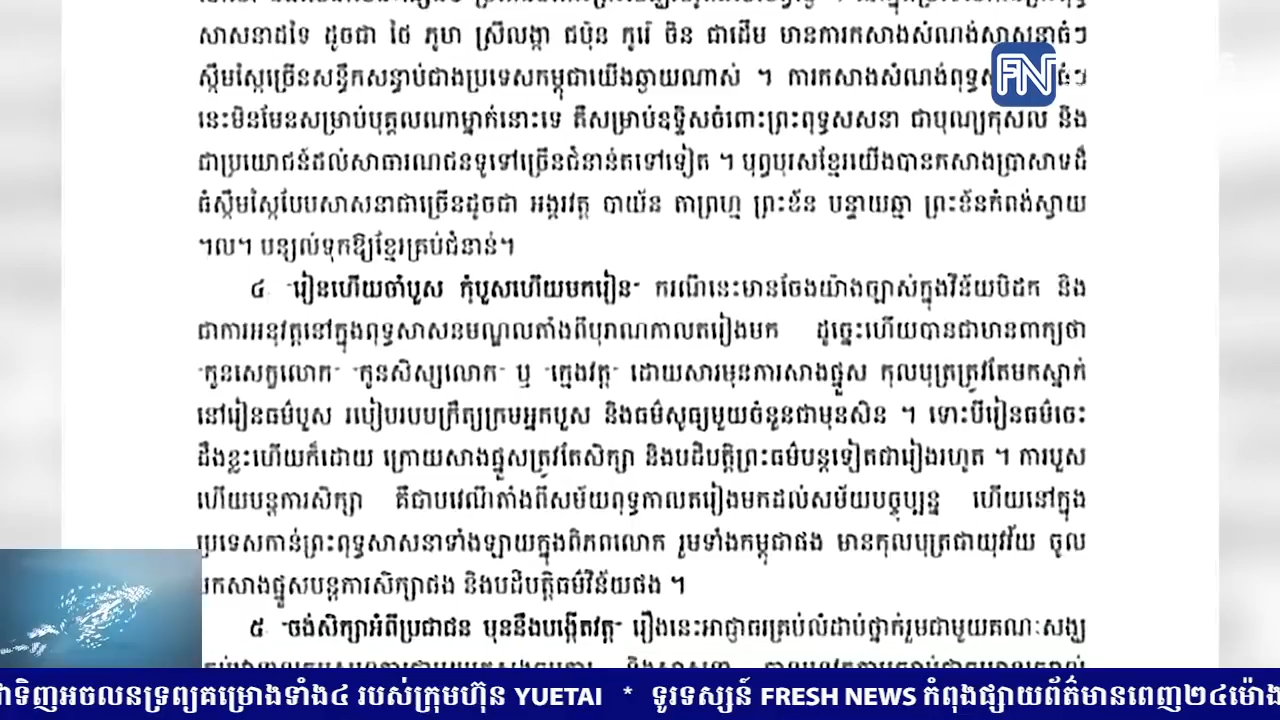 សាសនាដទៃ ដូចជា ថៃ ភូមា ស្រីលង្កា ជប៉ុន កូរ៉េ ចិន ជាដើម មានការកសាងសំណង់សាសនាធំៗ
ស្កឹមស្កៃច្រើនសន្ធឹកសន្ធាប់ជាងប្រទេសកម្ពុជាយើងឆ្ងាយណាស់ ។ ការកសាងសំណង់ពុទ្ធ ធំៗ
នេះមិនមែនសម្រាប់បុគ្គលណាម្នាក់នោះទេ គឺសម្រាប់ឧទ្ទិសចំពោះព្រះពុទ្ធសសនា ជាបុណ្យកុសល និង
ជាប្រយោជន៍ដល់សាធារណជនទូទៅច្រើនជំនាន់តទៅទៀត ។ បុព្វបុរសខ្មែរយើងបានកសាងប្រាសាទដ៏
ធំស្កឹមស្កៃបែបសាសនាជាច្រើនដូចជា អង្គរវត្ត បាយ័ន តាព្រហ្ម ព្រះខ័ន បន្ទាយឆ្មា ព្រះខ័នកំពង់ស្វាយ
។ល។ បន្សល់ទុកឱ្យខ្មែរគ្រប់ជំនាន់។
៤ "រៀនហើយចាំបួស កុំបួសហើយមករៀន" ករណីនេះមានចែងយ៉ាងច្បាស់ក្នុងវិន័យបិដក និង
ជាការអនុវត្តនៅក្នុងពុទ្ធសាសនមណ្ឌលតាំងពីបុរាណកាលតរៀងមក ដូច្នេះហើយបានជាមានពាក្យថា
"កូនសេក្ខលោក" "កូនសិស្សលោក" ឬ "ក្មេងវត្ត" ដោយសារមុនការសាងផ្នួស កុលបុត្រត្រូវតែមកស្នាក់
នៅរៀនធម៌បួស របៀបរបបក្រឹត្យក្រមអ្នកបួស និងធម៌សូធ្យមួយចំនួនជាមុនសិន ។ ទោះបីរៀនធម៌ចេះ
ដឹងខ្លះហើយក៏ដោយ ក្រោយសាងផ្នួសត្រូវតែសិក្សា និងបដិបត្តិព្រះធម៌បន្តទៀតជារៀងរហូត ។ ការបួស
ហើយបន្តការសិក្សា គឺជាបវេណីតាំងពីសម័យពុទ្ធកាលតរៀងមកដល់សម័យបច្ចុប្បន្ន ហើយនៅក្នុង
ប្រទេសកាន់ព្រះពុទ្ធសាសនាទាំងឡាយក្នុងពិភពលោក រួមទាំងកម្ពុជាផង មានកុលបុត្រជាយុវវ័យ ចូល
មកសាងផ្នួសបន្តការសិក្សាផង និងបដិបត្តិធម៌វិន័យផង ។
៥ "ចង់សិក្សាអំពីប្រជាជន មុននឹងបង្កើតវត្ត" រឿងនេះអាជ្ញាធរគ្រប់លំដាប់ថ្នាក់រួមជាមួយគណៈសង្ឃ
FN
ជាទិញអចលនទ្រព្យគម្រោងទាំង៤ របស់ក្រុមហ៊ុន YUETAI * ទូរទស្សន៍ FRESH NEWS កំពុងផ្សាយព័ត៌មានពេញ២៤ម៉ោង